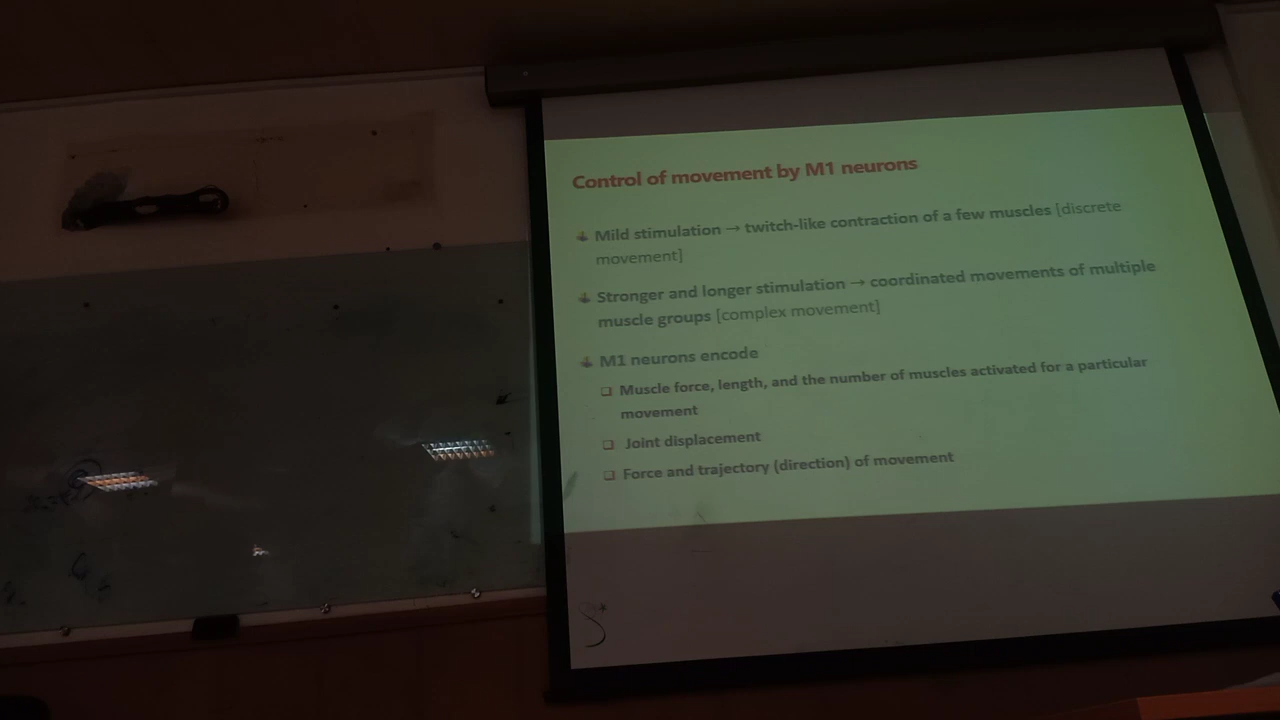 Control of movement by M1 neurons
Mild stimulation → twitch-like contraction of a few muscles [discrete
movement]
Stronger and longer stimulation → coordinated movements of multiple
muscle groups [complex movement]
M1 neurons encode
Muscle force, length, and the number of muscles activated for a particular
movement
Joint displacement
Force and trajectory (direction) of movement